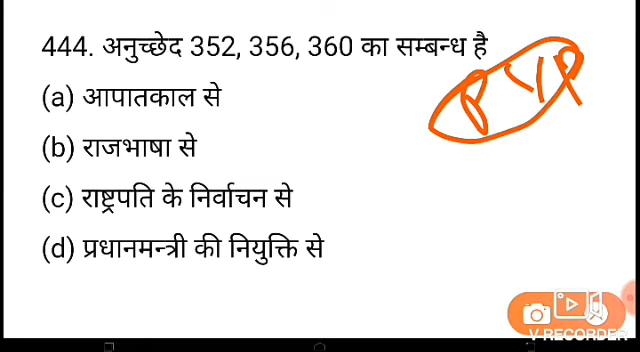 444. अनुच्छेद 352, 356, 360 का सम्बन्ध है
(a) आपातकाल से
(b) राजभाषा से
(c) राष्ट्रपति के निर्वाचन से
(d) प्रधानमन्त्री की नियुक्ति से
V RECORDER